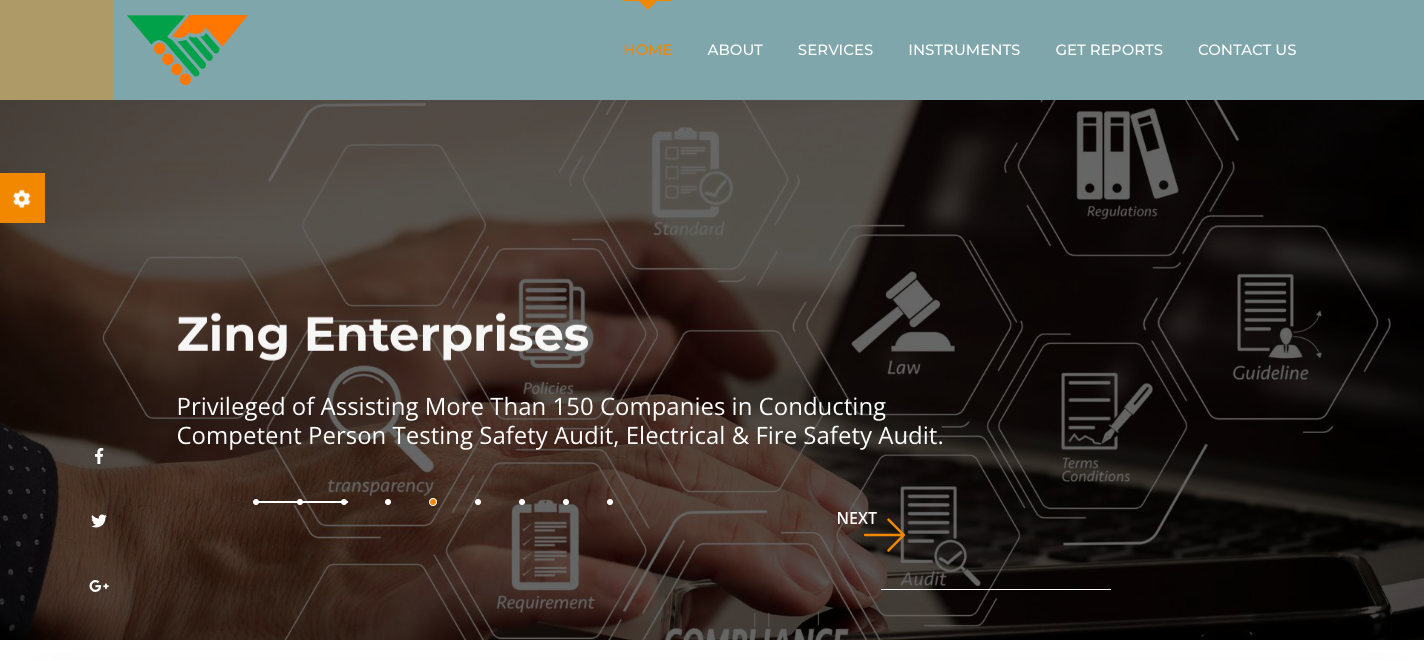 HOME
ABOUT
SERVICES
INSTRUMENTS
GET REPORTS
CONTACT US
Regulations
Standard
Zing Enterprises
Law
Guideline
Policies
Privileged of Assisting More Than 150 Companies in Conducting
Competent Person Testing Safety Audit, Electrical & Fire Safety Audit.
Terms
Conditions
transparency
NEXT
Audit
G+
Requirement
COMPLIANCE